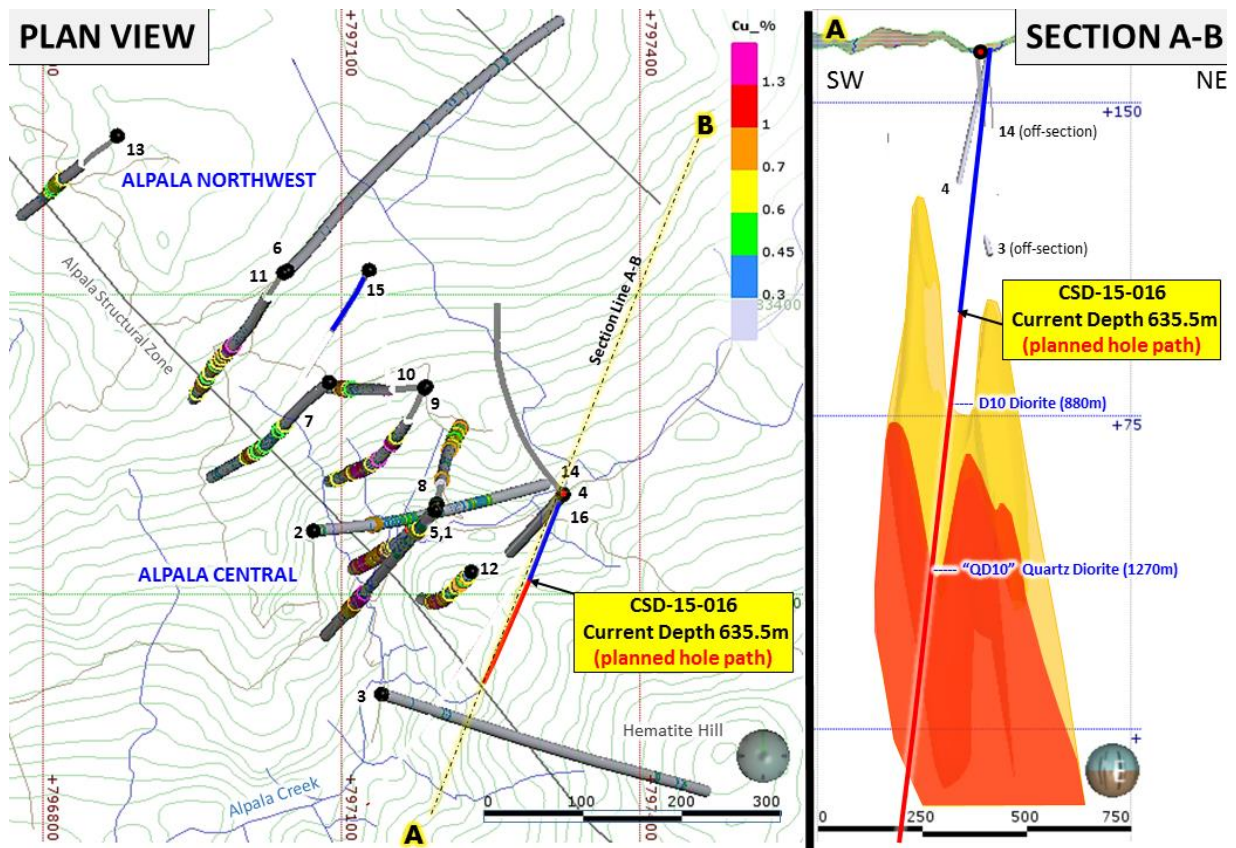 PLAN VIEW
+797100
+797400
Cu_%
1.3
1
0.7
0.6
0.45
0.3
83400
B
13
ALPALA NORTHWEST
6
11
15
Alpala Structural Zone
Section Line A-B
10
9
7
14
4
8
16
2
5,1
ALPALA CENTRAL
12
CSD-15-016
Current Depth 635.5m
(planned hole path)
0
3
Hematite Hill
+796800
+797100
+797400
Alpala Creek
0 100 200 300
A
A
SECTION A-B
SW
NE
+150
14 (off-section)
4
3 (off-section)
CSD-15-016
Current Depth 635.5m
(planned hole path)
D10 Diorite (880m)
+75
"QD10" Quartz Diorite (1270m)
+
E
0 250 500 750